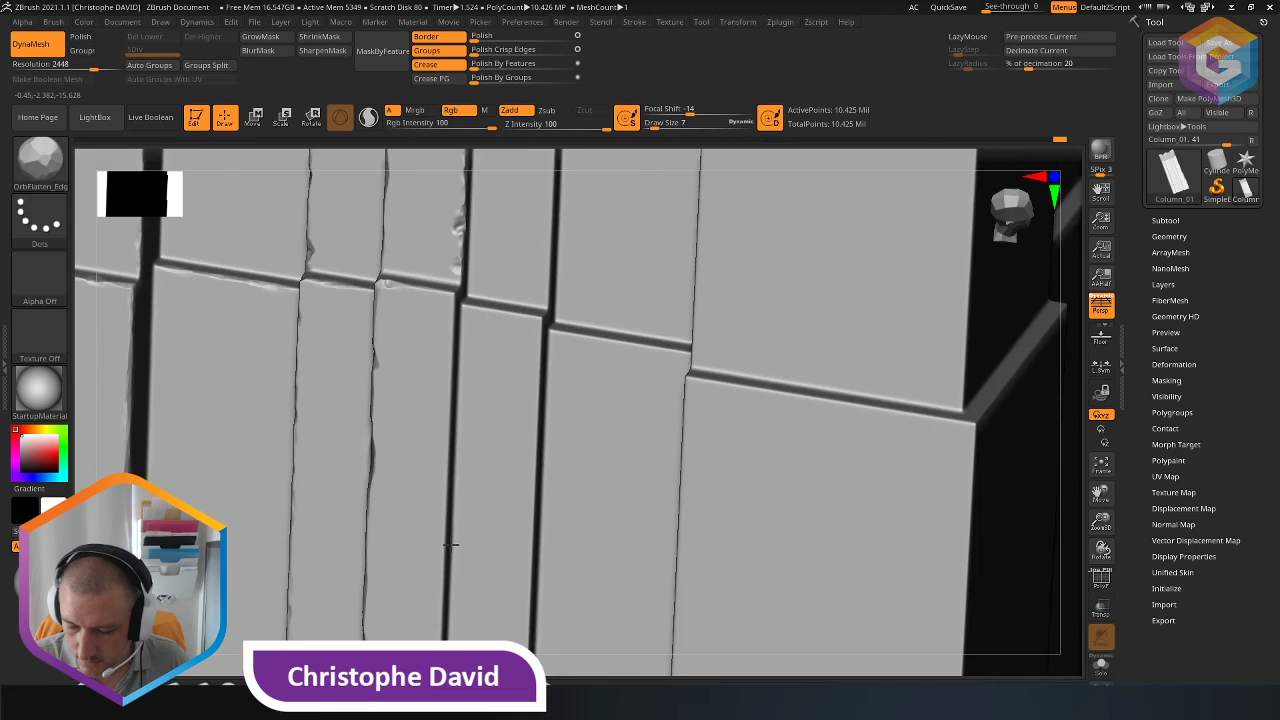 ZBrush 2021.1.1 [Christophe DAVID]   ZBrush Document   • Free Mem 16.547GB • Active Mem 5349 • Scratch Disk 80 • Timer▶1.524 • PolyCount▶10.426 MP • MeshCount▶1
AC QuickSave See-through 0 Menus DefaultZScript
Alpha Brush Color Document Draw Dynamics Edit File Layer Light Macro Marker Material Movie Picker Preferences Render Stencil Stroke Texture Tool Transform Zplugin Zscript Help
DynaMesh Polish
Groups
Resolution 2448
Make Boolean Mesh
Del Lower Del Higher
SDiv
Auto Groups Groups Split
Auto Groups With UV
GrowMask ShrinkMask
BlurMask SharpenMask
MaskByFeature
Border
Groups
Crease
Crease PG
Polish
Polish Crisp Edges
Polish By Features
Polish By Groups
LazyMouse
LazyStep
LazyRadius
Pre-process Current
Decimate Current
% of decimation 20
-0.45,-2.382,-15.628
Home Page LightBox Live Boolean Edit Draw Move Scale Rotate
A Mrgb Rgb M Zadd Zsub Zcut
Rgb Intensity 100 Z Intensity 100
Focal Shift -14
Draw Size 7 Dynamic
ActivePoints: 10.425 Mil
TotalPoints: 10.425 Mil
DrbFlatten_Edg
Dots
Alpha Off
Texture Off
StartupMaterial
Gradient
BPR
SPix 3
Scroll
Zoom
Actual
AAHalf
Dynamic
Persp
Floor
L.Sym
XYZ
Frame
Move
Zoom3D
Rotate
PolyF
Transp
Dynamic
Solo
Tool
Load Tool Save As
Load Tools From Project
Copy Tool
Import Export
Clone Make PolyMesh3D
GoZ All Visible R
Lightbox▶Tools
Column_01. 41 R
Column_01
Cylinde PolyMe
SimpleE Column
Subtool
Geometry
ArrayMesh
NanoMesh
Layers
FiberMesh
Geometry HD
Preview
Surface
Deformation
Masking
Visibility
Polygroups
Contact
Morph Target
Polypaint
UV Map
Texture Map
Displacement Map
Normal Map
Vector Displacement Map
Display Properties
Unified Skin
Initialize
Import
Export
Christophe David